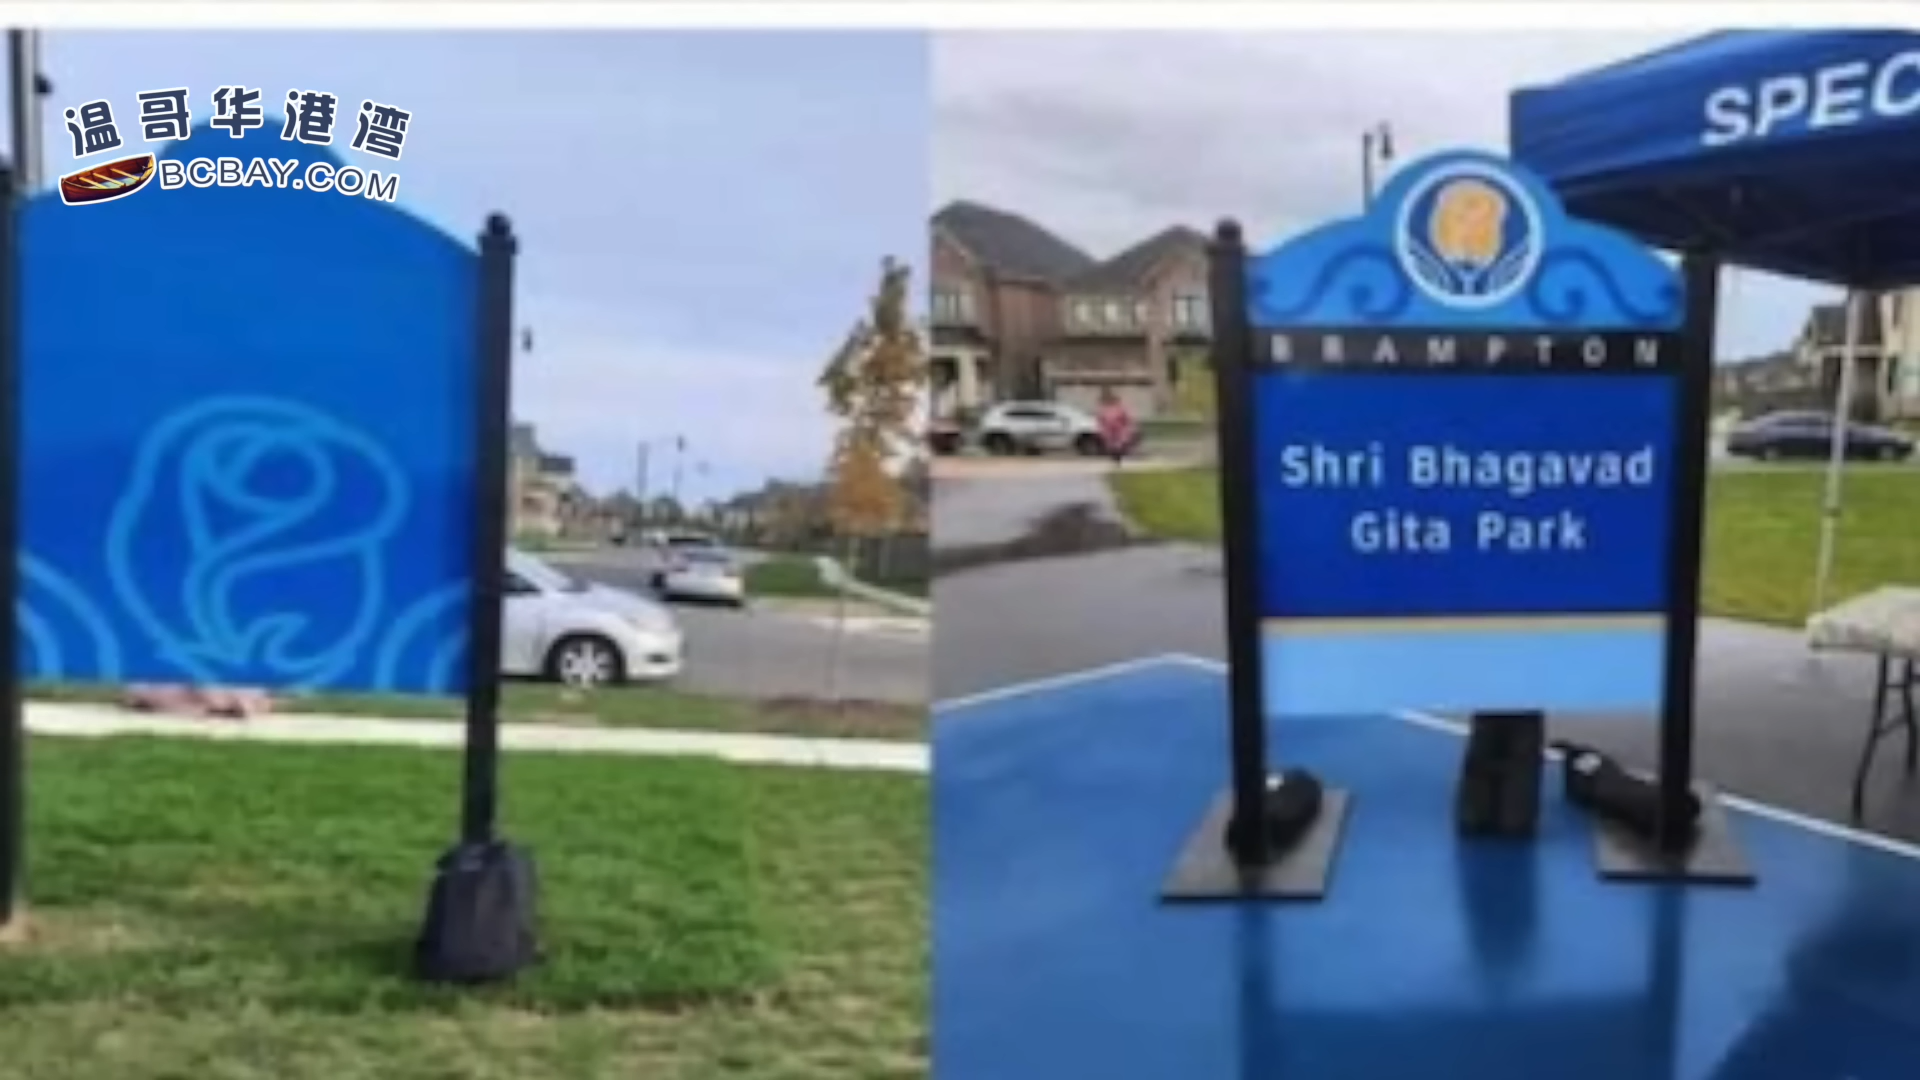 温哥华港湾
BCBAY.COM
SPEC
BRAMPTON
Shri Bhagavad
Gita Park